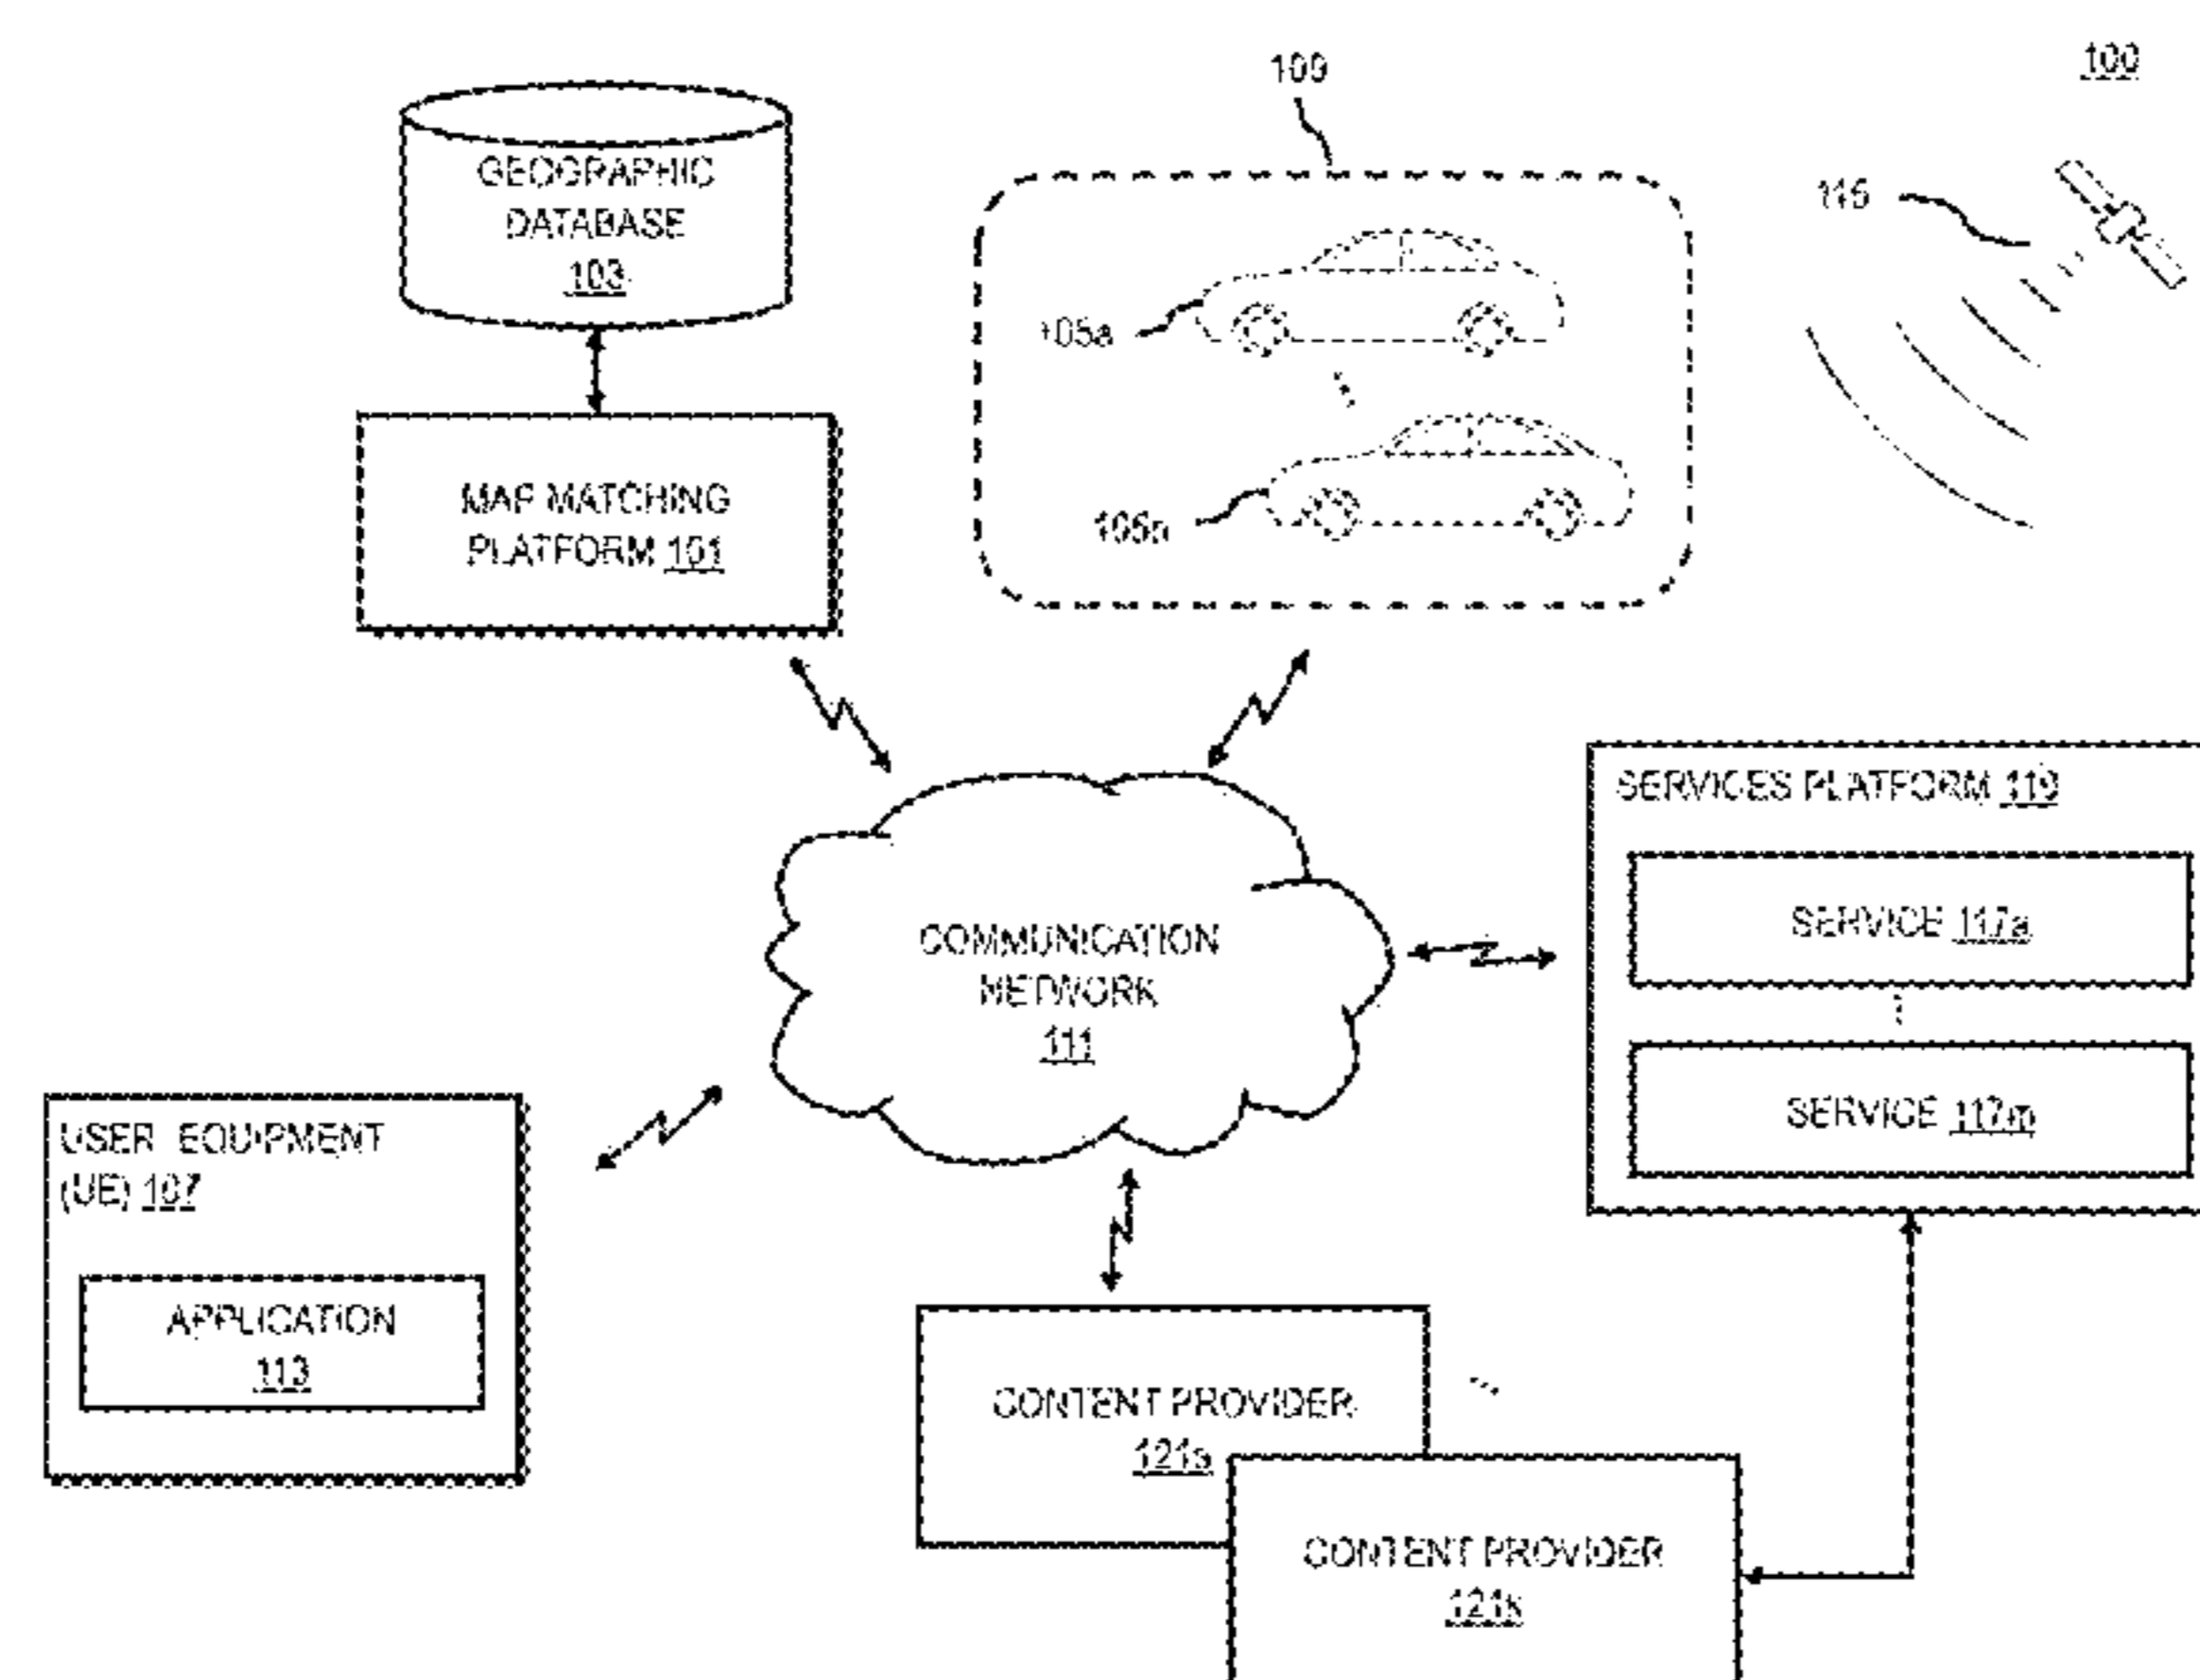 100
109
115
GEOGRAPHIC
DATABASE
103
105a
MAP MATCHING
PLATFORM 101
105n
SERVICES PLATFORM 119
SERVICE 117a
COMMUNICATION
NETWORK
111
SERVICE 117m
USER EQUIPMENT
(UE) 107
APPLICATION
113
CONTENT PROVIDER
121a
CONTENT PROVIDER
121k